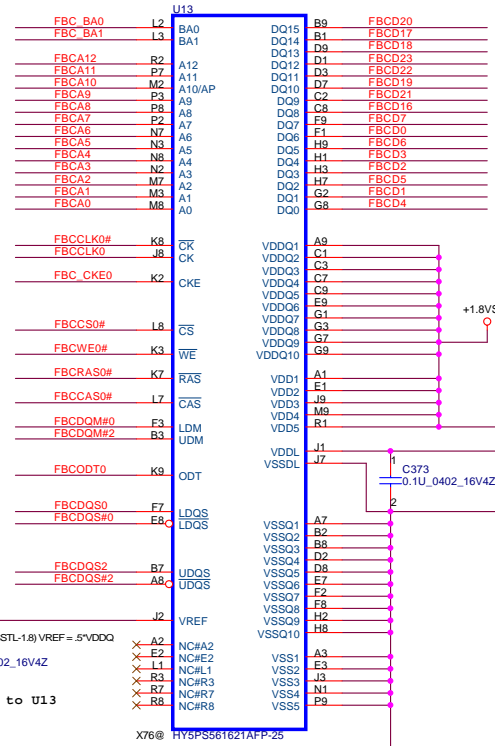 U13
FBC_BA0 L2 BA0 DQ15 B9 FBCD20
FBC_BA1 L3 BA1 DQ14 B1 FBCD17
DQ13 D9 FBCD18
FBCA12 R2 A12 DQ12 D1 FBCD23
FBCA11 P7 A11 DQ11 D3 FBCD22
FBCA10 M2 A10/AP DQ10 D7 FBCD19
FBCA9 P3 A9 DQ9 C2 FBCD21
FBCA8 P8 A8 DQ8 C8 FBCD16
FBCA7 P2 A7 DQ7 F9 FBCD7
FBCA6 N7 A6 DQ6 F1 FBCD0
FBCA5 N3 A5 DQ5 H9 FBCD6
FBCA4 N8 A4 DQ4 H1 FBCD3
FBCA3 N2 A3 DQ3 H3 FBCD2
FBCA2 M7 A2 DQ2 H7 FBCD5
FBCA1 M3 A1 DQ1 G2 FBCD1
FBCA0 M8 A0 DQ0 G8 FBCD4
FBCCLK0# K8 CK VDDQ1 A9
FBCCLK0 J8 CK VDDQ2 C1
VDDQ3 C3
FBC_CKE0 K2 CKE VDDQ4 C7
VDDQ5 C9
VDDQ6 E9
VDDQ7 G1
FBCCS0# L8 CS VDDQ8 G3
VDDQ9 G7
+1.8VS
FBCWE0# K3 WE VDDQ10 G9
FBCRAS0# K7 RAS VDD1 A1
VDD2 E1
FBCCAS0# L7 CAS VDD3 J9
VDD4 M9
FBCDQM#0 F3 LDM VDD5 R1
FBCDQM#2 B3 UDM
VDDL J1
VSSDL J7
1
C373
0.1U_0402_16V4Z
2
FBCODT0 K9 ODT
FBCDQS0 F7 LDQS
FBCDQS#0 E8 LDQS VSSQ1 A7
VSSQ2 B2
VSSQ3 B8
VSSQ4 D2
FBCDQS2 B7 UDQS VSSQ5 D8
FBCDQS#2 A8 UDQS VSSQ6 E7
VSSQ7 F2
VSSQ8 F8
J2 VREF VSSQ9 H2
VSSQ10 H8
STL-1.8) VREF = .5*VDDQ
A2 NC#A2
E2 NC#E2 VSS1 A3
02_16V4Z
L1 NC#L1 VSS2 E3
R3 NC#R3 VSS3 J3
R7 NC#R7 VSS4 N1
R8 NC#R8 VSS5 P9
to U13
X76@ HY5PS561621AFP-25